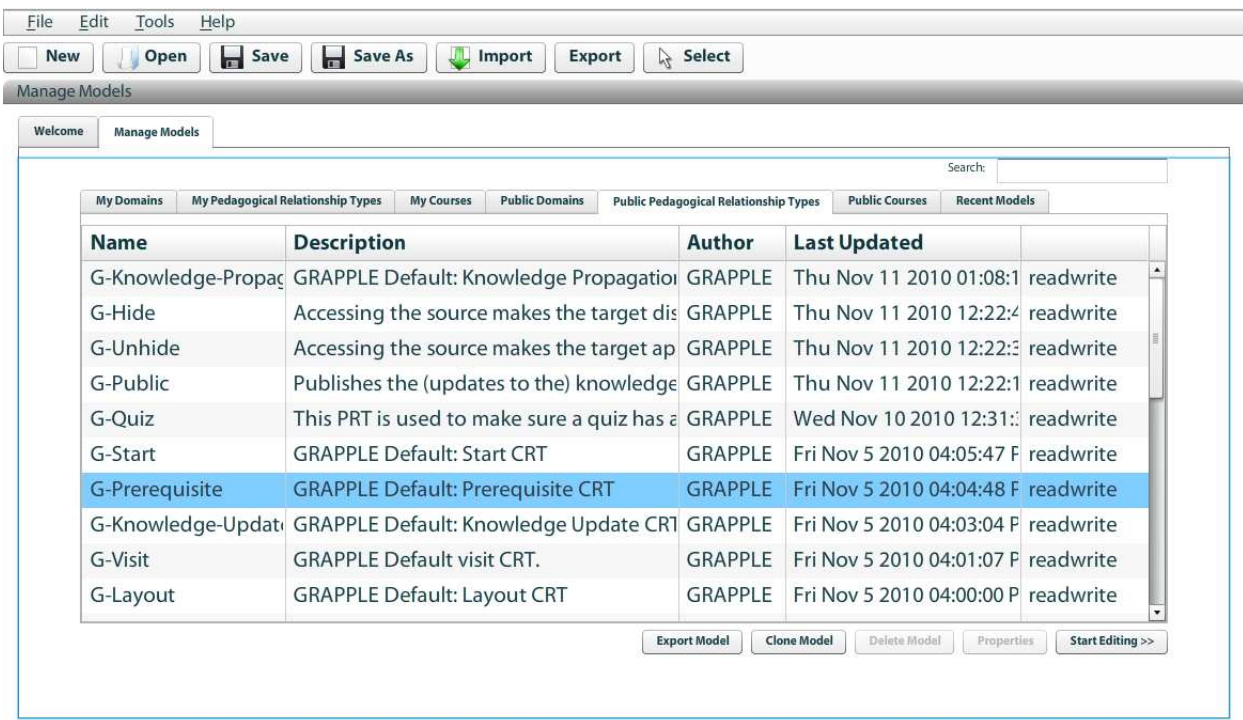 File Edit Tools Help
New Open Save Save As Import Export Select
Manage Models
Welcome Manage Models
Search:
My Domains My Pedagogical Relationship Types My Courses Public Domains Public Pedagogical Relationship Types Public Courses Recent Models
Name Description Author Last Updated
G-Knowledge-Propag GRAPPLE Default: Knowledge Propagation GRAPPLE Thu Nov 11 2010 01:08:1 readwrite
G-Hide Accessing the source makes the target dis GRAPPLE Thu Nov 11 2010 12:22:4 readwrite
G-Unhide Accessing the source makes the target ap GRAPPLE Thu Nov 11 2010 12:22:3 readwrite
G-Public Publishes the (updates to the) knowledge GRAPPLE Thu Nov 11 2010 12:22:1 readwrite
G-Quiz This PRT is used to make sure a quiz has a GRAPPLE Wed Nov 10 2010 12:31:3 readwrite
G-Start GRAPPLE Default: Start CRT GRAPPLE Fri Nov 5 2010 04:05:47 P readwrite
G-Prerequisite GRAPPLE Default: Prerequisite CRT GRAPPLE Fri Nov 5 2010 04:04:48 P readwrite
G-Knowledge-Updat GRAPPLE Default: Knowledge Update CRT GRAPPLE Fri Nov 5 2010 04:03:04 P readwrite
G-Visit GRAPPLE Default visit CRT. GRAPPLE Fri Nov 5 2010 04:01:07 P readwrite
G-Layout GRAPPLE Default: Layout CRT GRAPPLE Fri Nov 5 2010 04:00:00 P readwrite
Export Model Clone Model Delete Model Properties Start Editing >>